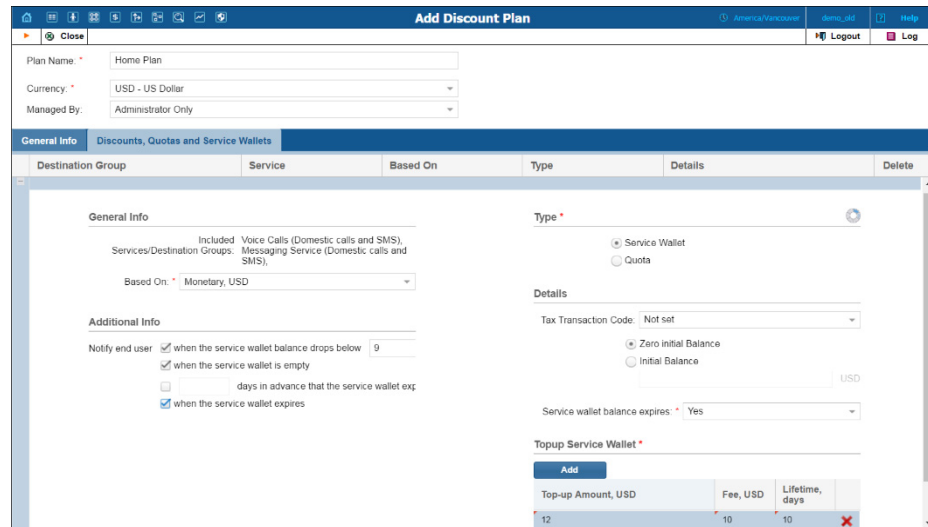 Add Discount Plan
America/Vancouver
demo_old
Help
Close
Logout
Log
Plan Name: *
Home Plan
Currency: *
USD - US Dollar
Managed By:
Administrator Only
General Info
Discounts, Quotas and Service Wallets
Destination Group
Service
Based On
Type
Details
Delete
General Info
Included Services/Destination Groups:
Voice Calls (Domestic calls and SMS),
Messaging Service (Domestic calls and
SMS),
Based On: *
Monetary, USD
Additional Info
Notify end user
when the service wallet balance drops below
9
when the service wallet is empty
days in advance that the service wallet exp
when the service wallet expires
Type *
Service Wallet
Quota
Details
Tax Transaction Code:
Not set
Zero initial Balance
Initial Balance
USD
Service wallet balance expires: *
Yes
Topup Service Wallet *
Add
Top-up Amount, USD
Fee, USD
Lifetime,
days
12
10
10